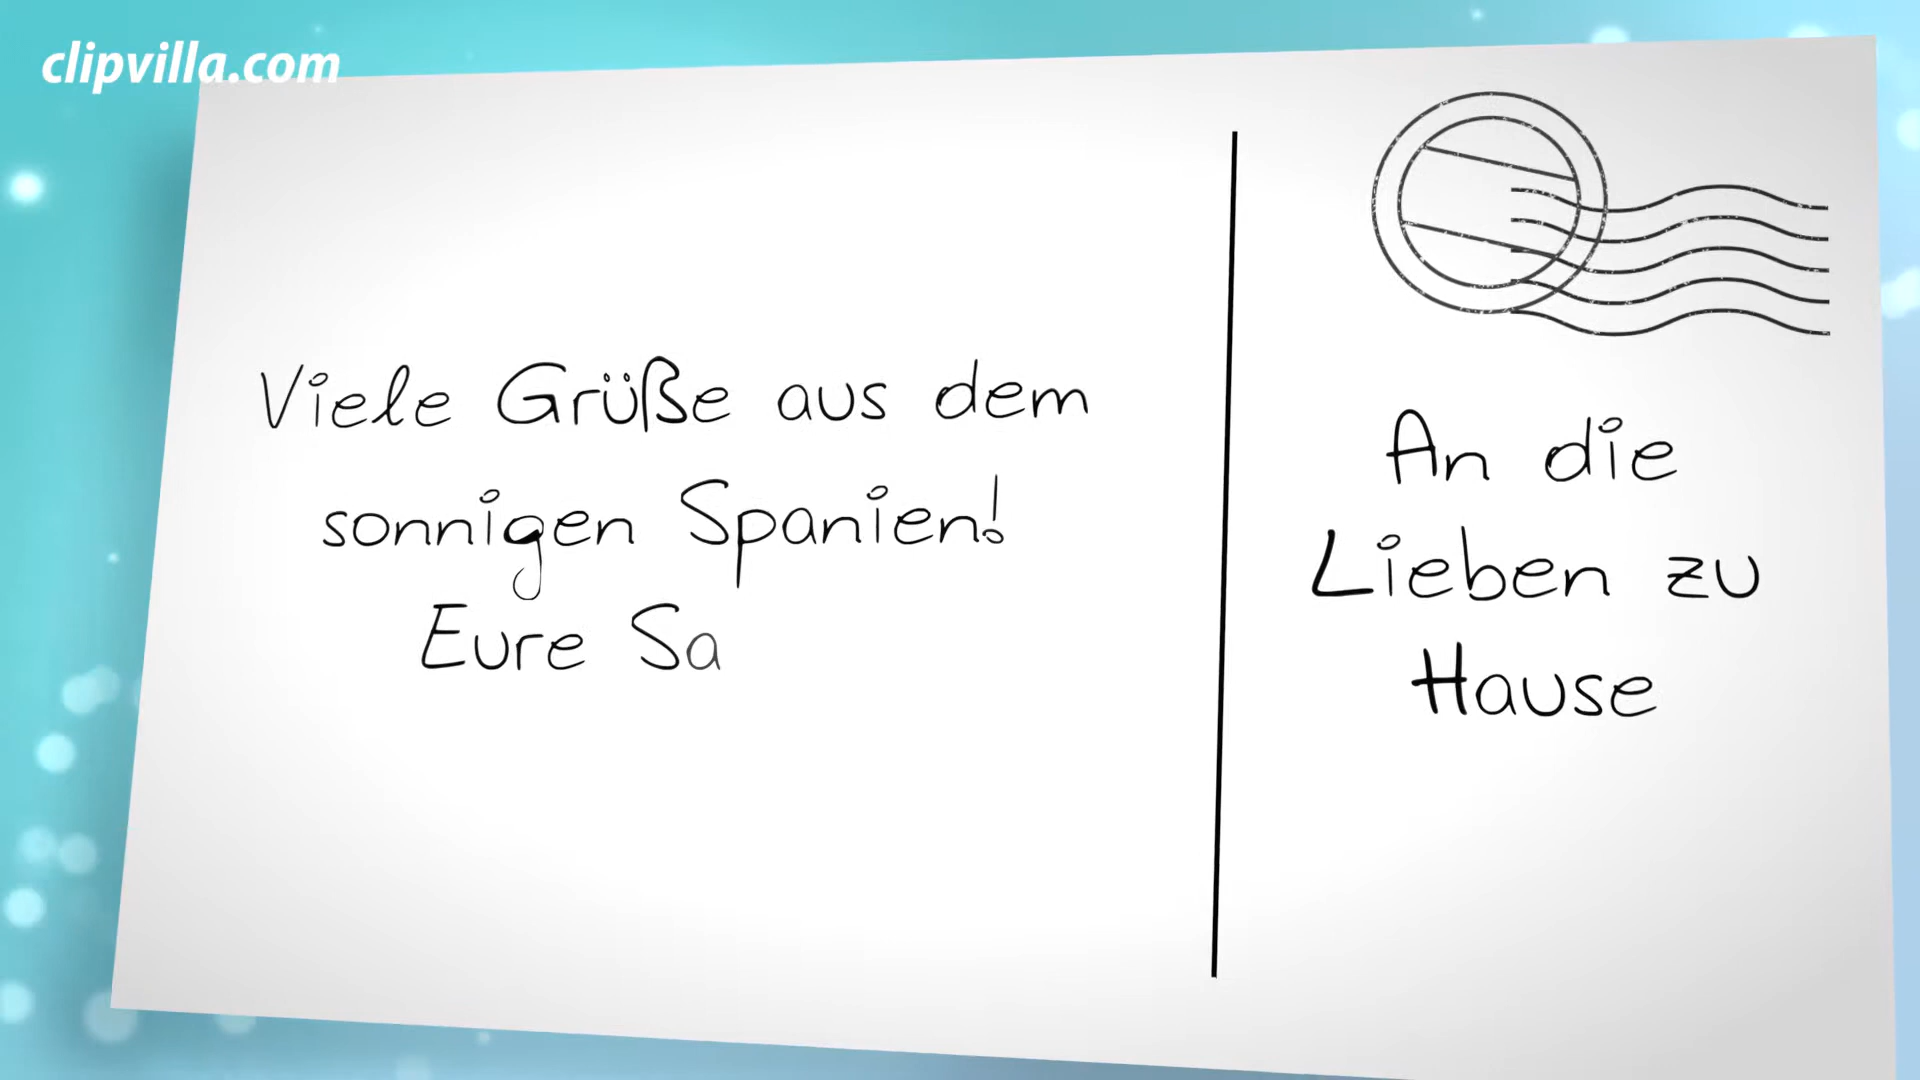 clipvilla.com
Viele Grüße aus dem
sonnigen Spanien!
Eure Sa
An die
Lieben zu
Hause